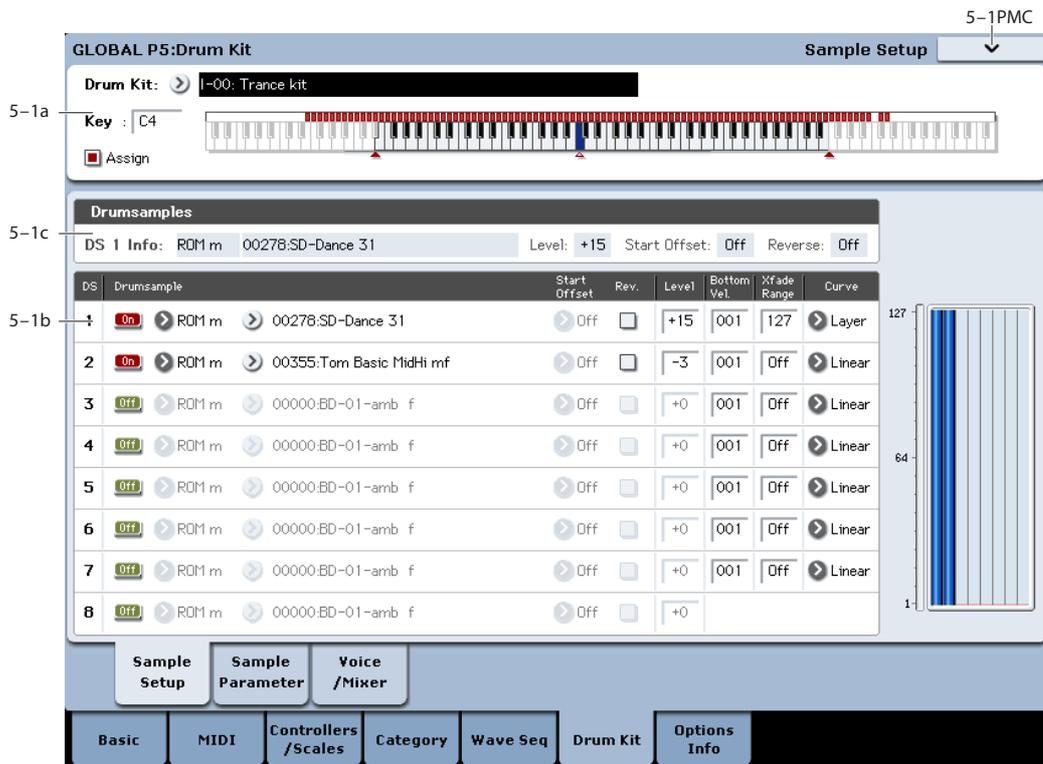 5–1PMC
GLOBAL P5:Drum Kit Sample Setup
Drum Kit: I-00: Trance kit
5–1a
Key : C4
Assign
Drumsamples
5–1c
DS 1 Info: ROM m 00278:SD-Dance 31 Level: +15 Start Offset: Off Reverse: Off
DS Drumsample Start Offset Rev. Level Bottom Vel. Xfade Range Curve
5–1b
1 On ROM m 00278:SD-Dance 31 Off +15 001 127 Layer
2 On ROM m 00355:Tom Basic MidHi mf Off -3 001 Off Linear
3 Off ROM m 00000:BD-01-amb f Off +0 001 Off Linear
4 Off ROM m 00000:BD-01-amb f Off +0 001 Off Linear
5 Off ROM m 00000:BD-01-amb f Off +0 001 Off Linear
6 Off ROM m 00000:BD-01-amb f Off +0 001 Off Linear
7 Off ROM m 00000:BD-01-amb f Off +0 001 Off Linear
8 Off ROM m 00000:BD-01-amb f Off +0
127
64
1
Sample Setup
Sample Parameter
Voice /Mixer
Basic
MIDI
Controllers /Scales
Category
Wave Seq
Drum Kit
Options Info